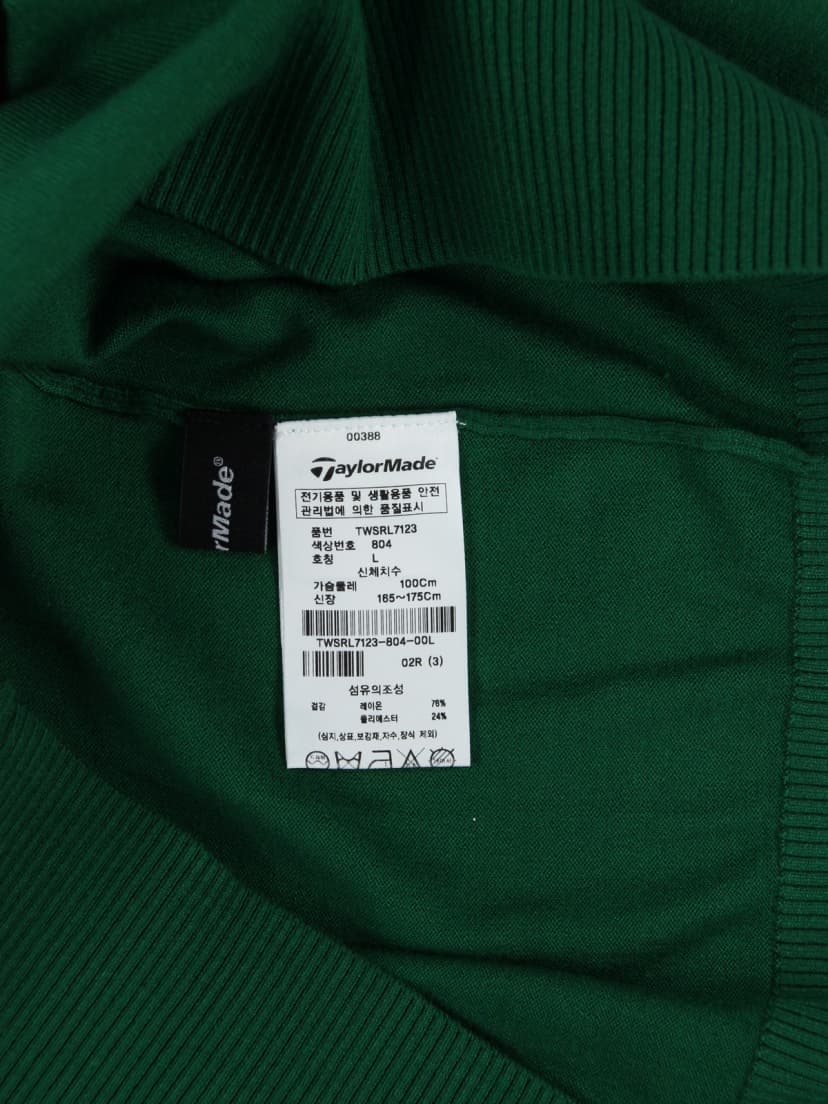 00388
TaylorMade
전기용품 및 생활용품 안전
관리법에 의한 품질표시
품번 TWSRL7123
색상번호 804
호칭 L
신체치수
가슴둘레 100Cm
신장 165~175Cm
TWSRL7123-804-00L
02R (3)
섬유의조성
겉감 레이온 76%
폴리에스터 24%
(심지,상표,보강재,자수,장식 제외)
rMade®